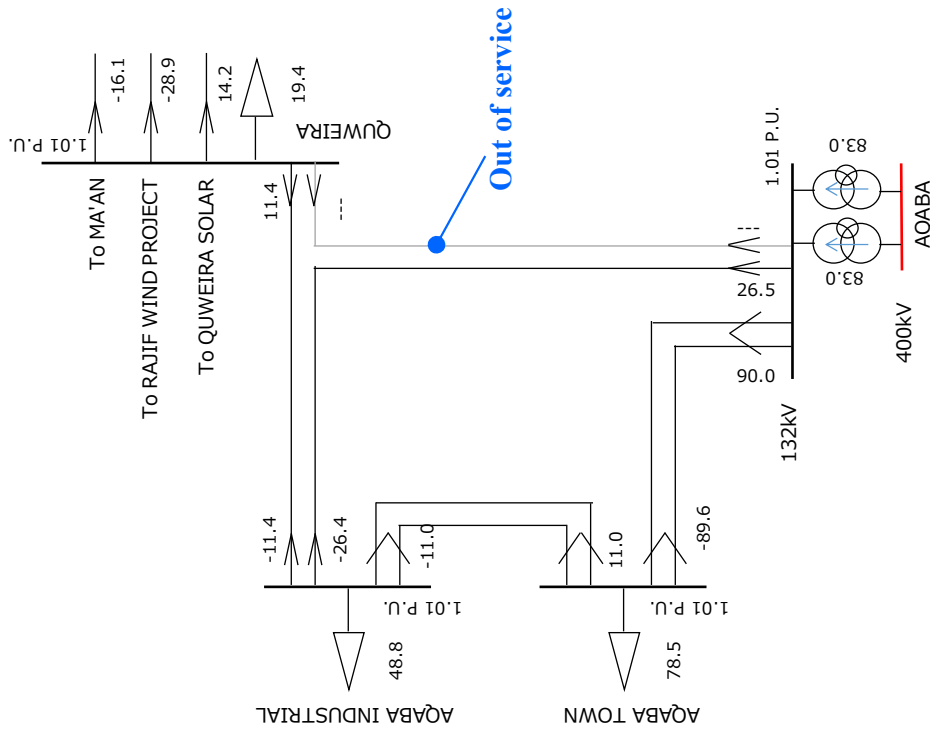 -16.1
-28.9
14.2
19.4
1.01 P.U.
QUWEIRA
Out of service
To MA'AN
To RAJIF WIND PROJECT
To QUWEIRA SOLAR
11.4
---
1.01 P.U.
83.0
83.0
---
26.5
90.0
AOABA
400kV
132kV
-11.4
-26.4
-11.0
11.0
-89.6
1.01 P.U.
1.01 P.U.
48.8
78.5
AQABA INDUSTRIAL
AQABA TOWN